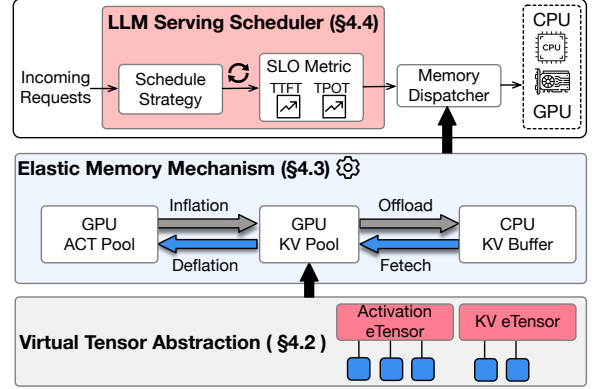 LLM Serving Scheduler (§4.4)
Incoming
Requests
Schedule
Strategy
SLO Metric
TTFT TPOT
Memory
Dispatcher
CPU
CPU
GPU
Elastic Memory Mechanism (§4.3)
GPU
ACT Pool
Inflation
Deflation
GPU
KV Pool
Offload
Fetech
CPU
KV Buffer
Virtual Tensor Abstraction ( §4.2 )
Activation
eTensor
KV eTensor